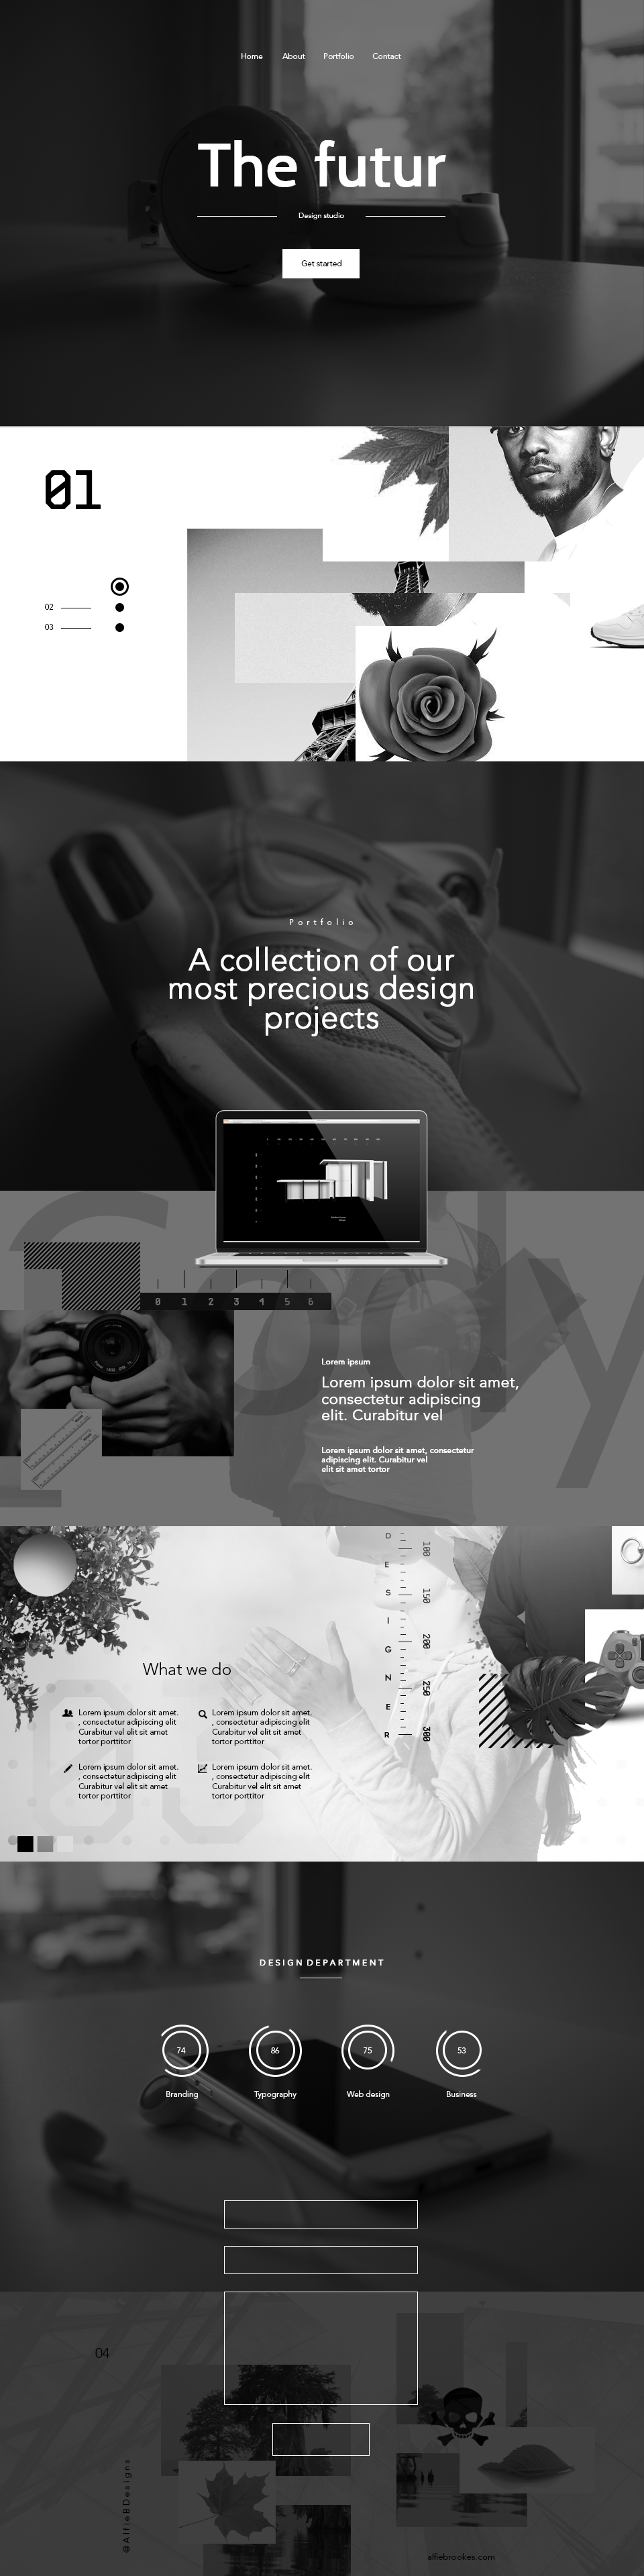 Home About Portfolio Contact
The futur
Design studio
Get started
01
02
03
Portfolio
A collection of our
most precious design
projects
0 1 2 3 4 5 6
Lorem ipsum
Lorem ipsum dolor sit amet,
consectetur adipiscing
elit. Curabitur vel
Lorem ipsum dolor sit amet, consectetur
adipiscing elit. Curabitur vel
elit sit amet tortor
DESIGNER
100
150
200
250
300
What we do
Lorem ipsum dolor sit amet.
, consectetur adipiscing elit
Curabitur vel elit sit amet
tortor porttitor
Lorem ipsum dolor sit amet.
, consectetur adipiscing elit
Curabitur vel elit sit amet
tortor porttitor
Lorem ipsum dolor sit amet.
, consectetur adipiscing elit
Curabitur vel elit sit amet
tortor porttitor
Lorem ipsum dolor sit amet.
, consectetur adipiscing elit
Curabitur vel elit sit amet
tortor porttitor
03
DESIGN DEPARTMENT
74 86 75 53
Branding Typography Web design Business
04
@AlfieBDesigns
alfiebrookes.com